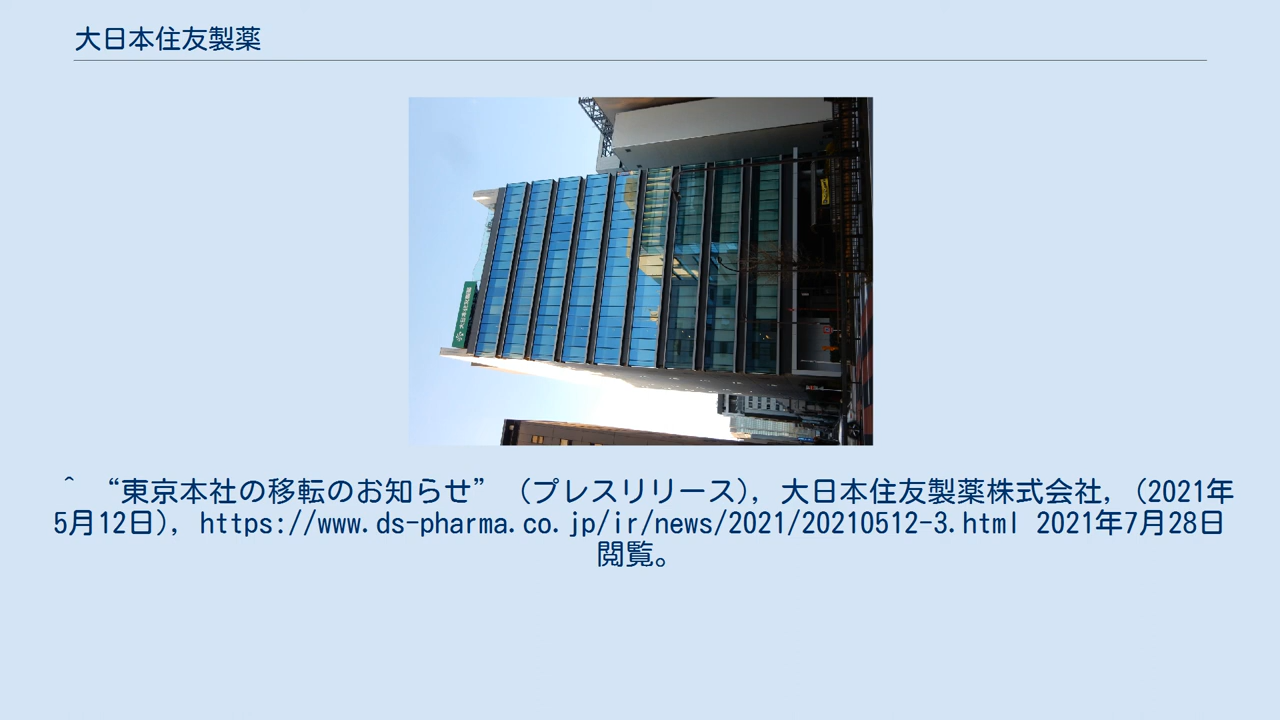 大日本住友製薬
^ “東京本社の移転のお知らせ” (プレスリリース), 大日本住友製薬株式会社, (2021年
5月12日), https://www.ds-pharma.co.jp/ir/news/2021/20210512-3.html 2021年7月28日
閲覧。